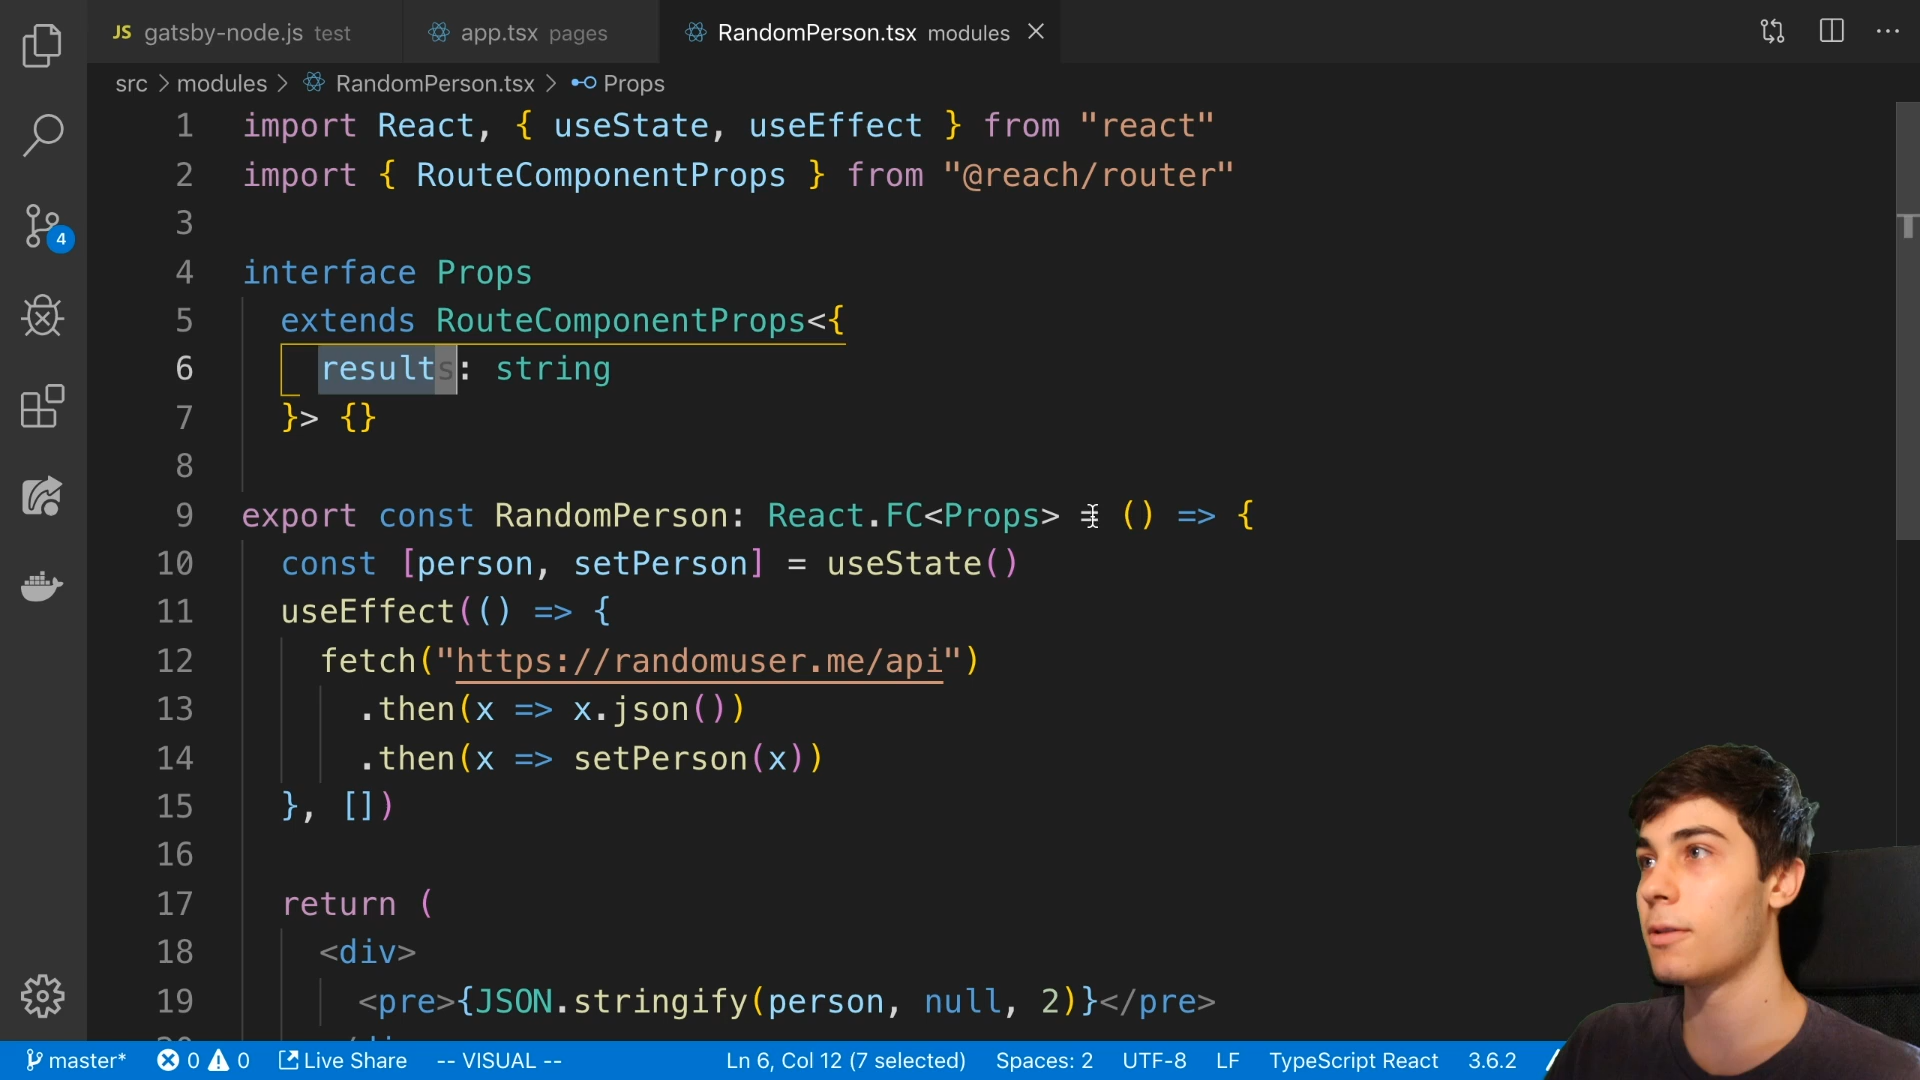 JS gatsby-node.js test app.tsx pages RandomPerson.tsx modules
src > modules > RandomPerson.tsx > Props
1 import React, { useState, useEffect } from "react"
2 import { RouteComponentProps } from "@reach/router"
3
4 interface Props
5 extends RouteComponentProps<{
6 results: string
7 }> {}
8
9 export const RandomPerson: React.FC<Props> = () => {
10 const [person, setPerson] = useState()
11 useEffect(() => {
12 fetch("https://randomuser.me/api")
13 .then(x => x.json())
14 .then(x => setPerson(x))
15 }, [])
16
17 return (
18 <div>
19 <pre>{JSON.stringify(person, null, 2)}</pre>
4
master* 0 0 Live Share -- VISUAL -- Ln 6, Col 12 (7 selected) Spaces: 2 UTF-8 LF TypeScript React 3.6.2